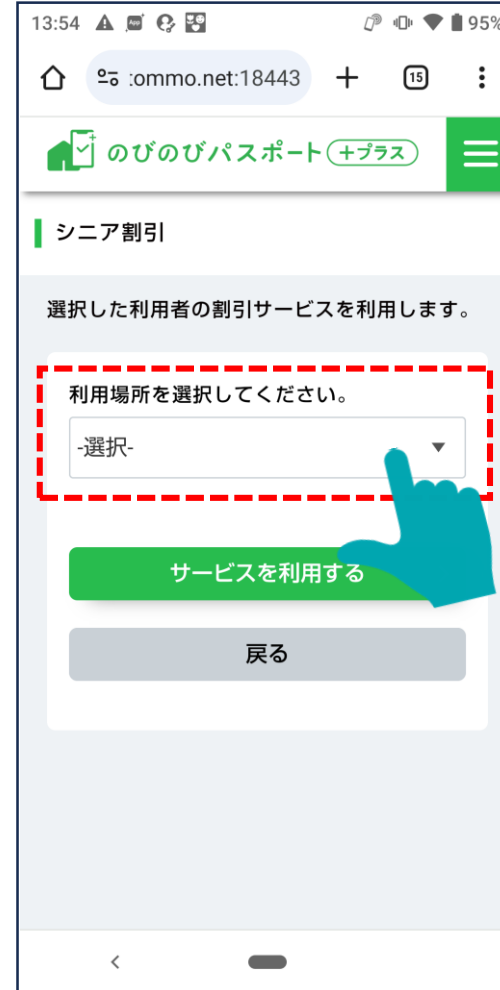 13:54 95%
:ommo.net:18443 15
のびのびパスポート +プラス
シニア割引
選択した利用者の割引サービスを利用します。
利用場所を選択してください。
-選択-
サービスを利用する
戻る